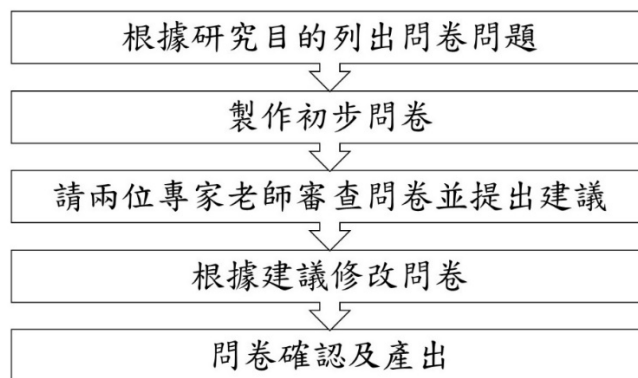 根據研究目的列出問卷問題
製作初步問卷
請兩位專家老師審查問卷並提出建議
根據建議修改問卷
問卷確認及產出